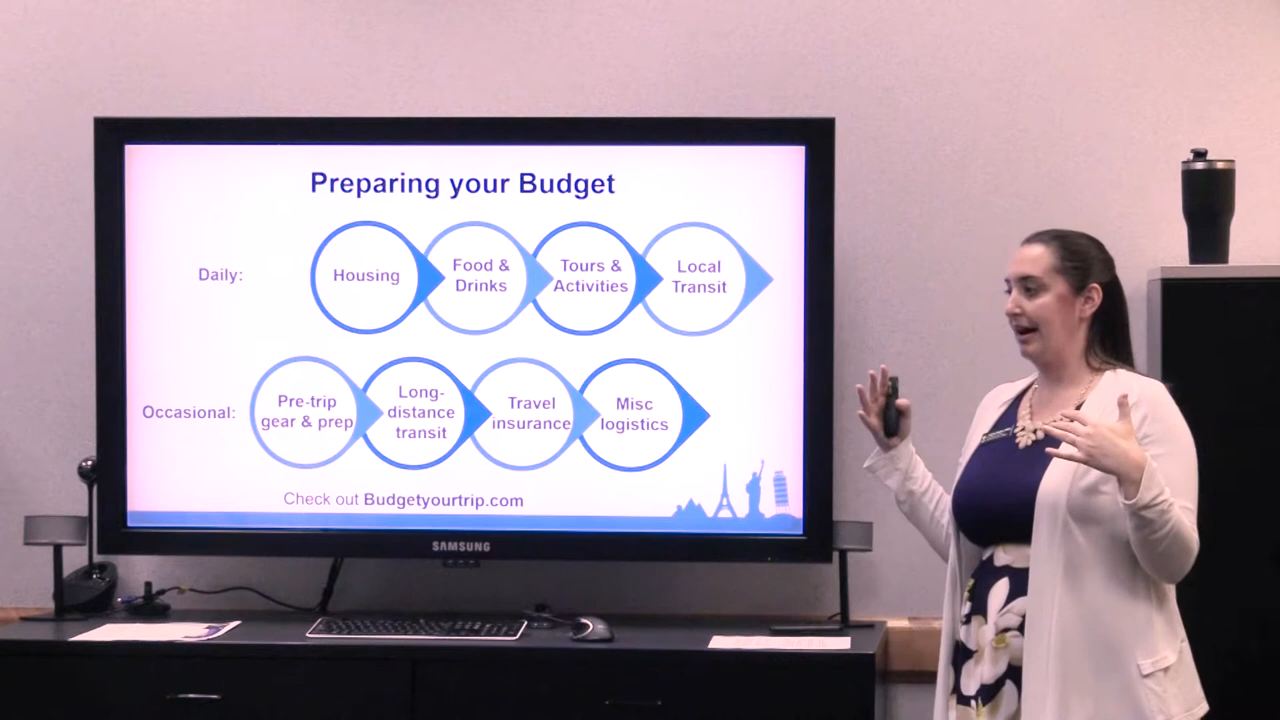 Preparing your Budget
Daily:
Housing
Food &
Drinks
Tours &
Activities
Local
Transit
Occasional:
Pre-trip
gear & prep
Long-
distance
transit
Travel
insurance
Misc
logistics
Check out Budgetyourtrip.com
SAMSUNG